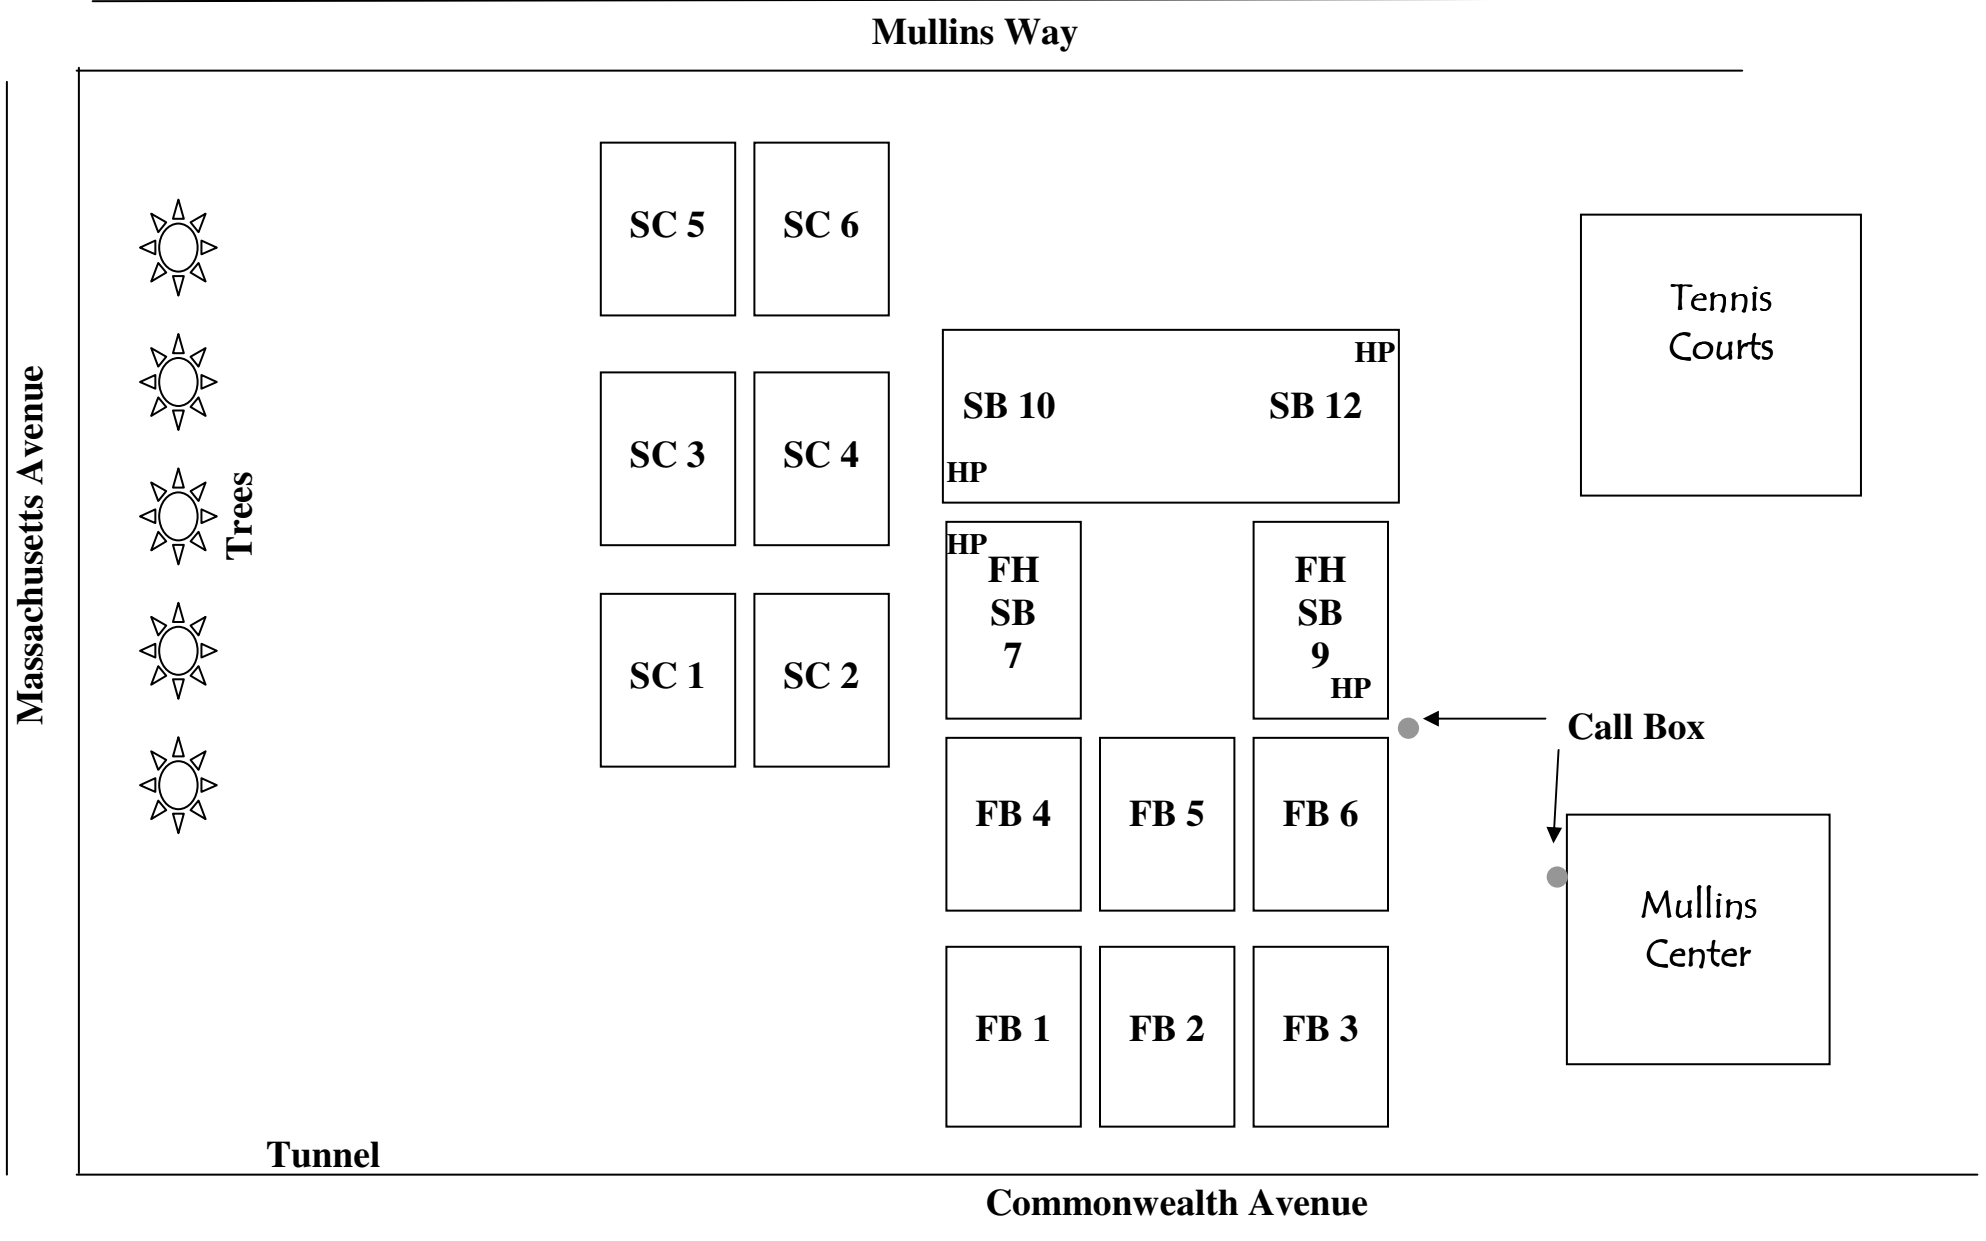 Mullins Way
Massachusetts Avenue
Trees
SC 5
SC 6
Tennis
Courts
HP
SB 10
SB 12
HP
SC 3
SC 4
HP
FH
SB
7
FH
SB
9
HP
SC 1
SC 2
Call Box
FB 4
FB 5
FB 6
Mullins
Center
FB 1
FB 2
FB 3
Tunnel
Commonwealth Avenue